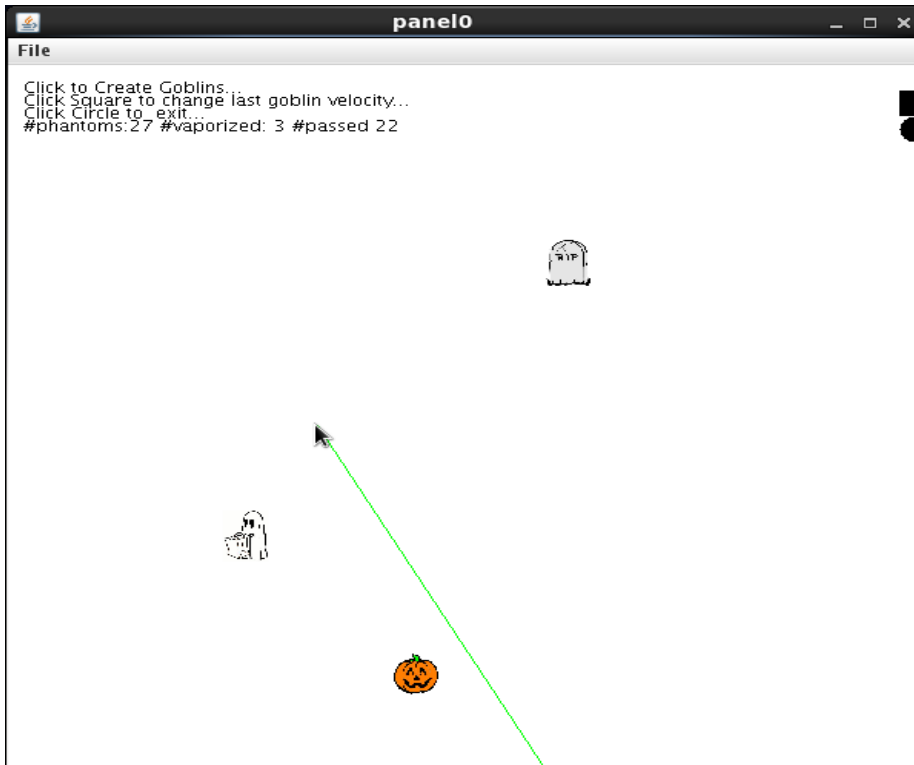 panel0
File
Click to Create Goblins...
Click Square to change last goblin velocity...
Click Circle to  exit...
#phantoms:27 #vaporized: 3 #passed 22
RIP